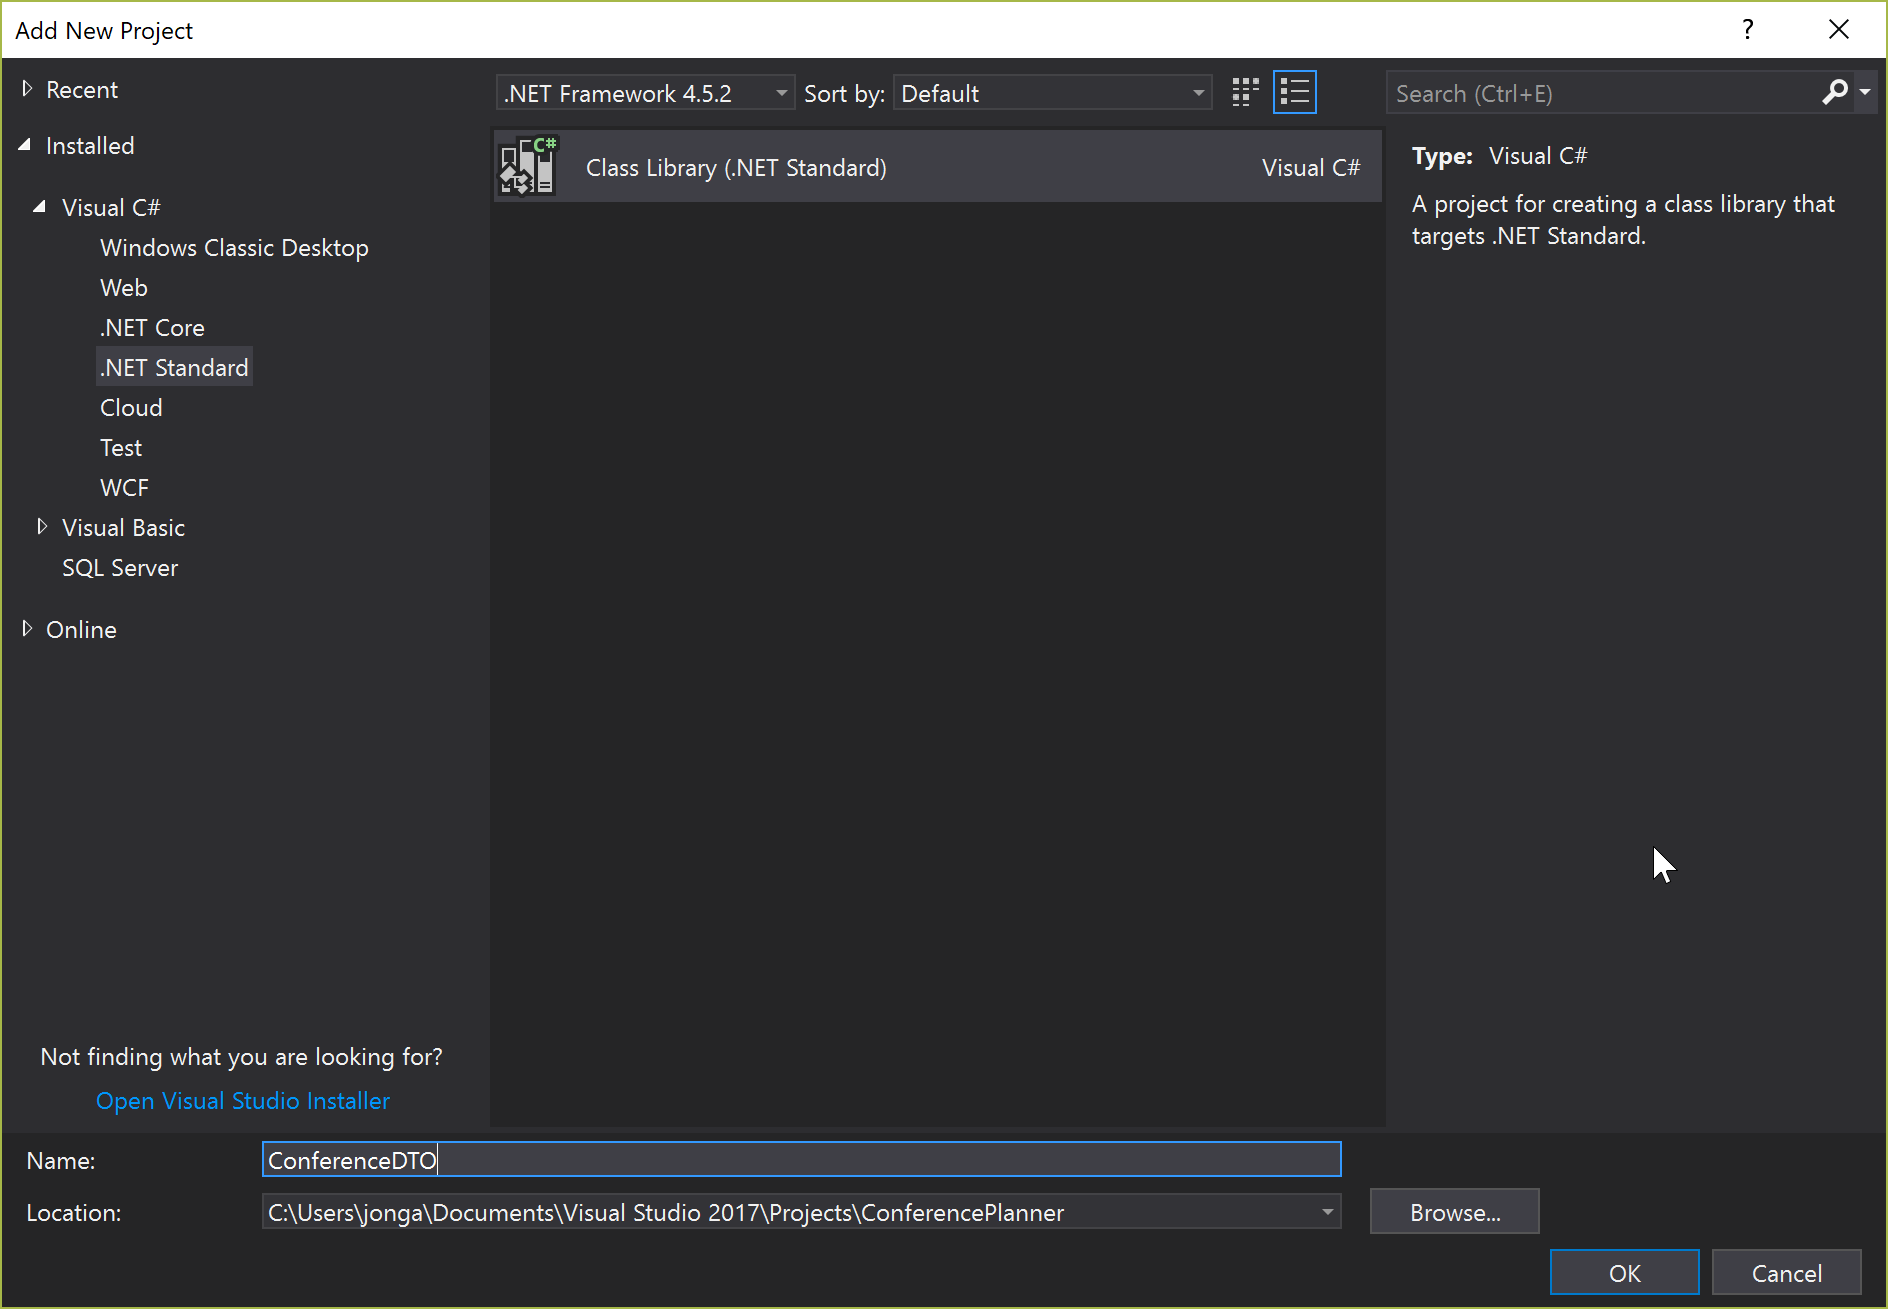 Add New Project
?
Recent
Installed
Visual C#
Windows Classic Desktop
Web
.NET Core
.NET Standard
Cloud
Test
WCF
Visual Basic
SQL Server
Online
Not finding what you are looking for?
Open Visual Studio Installer
.NET Framework 4.5.2
Sort by:
Default
C#
Class Library (.NET Standard)
Visual C#
Search (Ctrl+E)
Type: Visual C#
A project for creating a class library that
targets .NET Standard.
Name:
ConferenceDTO
Location:
C:\Users\jonga\Documents\Visual Studio 2017\Projects\ConferencePlanner
Browse...
OK
Cancel